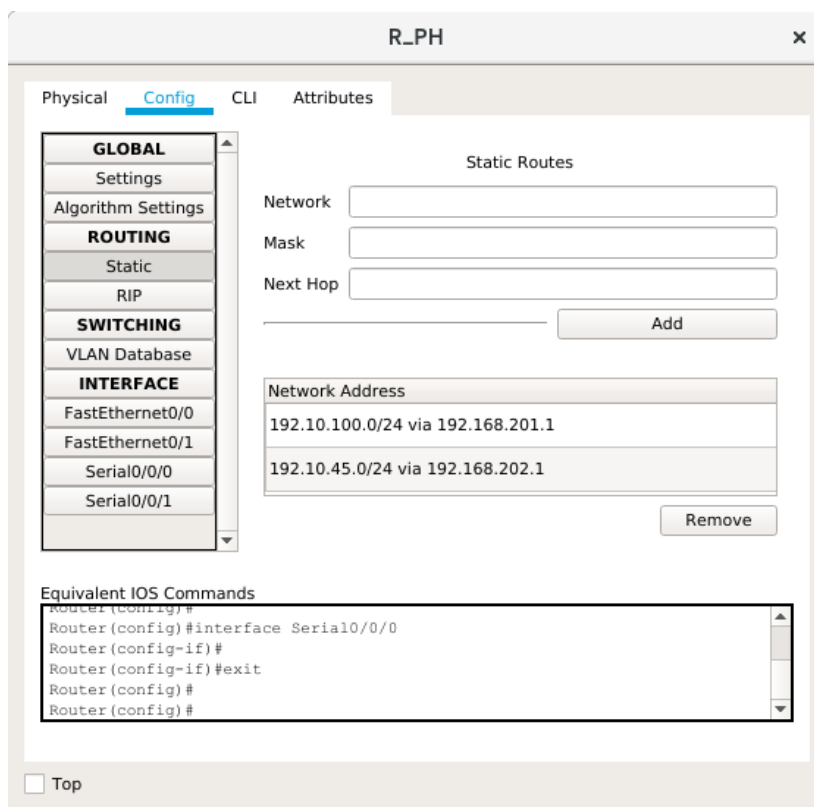 R_PH
Physical Config CLI Attributes
GLOBAL
Settings
Algorithm Settings
ROUTING
Static
RIP
SWITCHING
VLAN Database
INTERFACE
FastEthernet0/0
FastEthernet0/1
Serial0/0/0
Serial0/0/1
Static Routes
Network
Mask
Next Hop
Add
Network Address
192.10.100.0/24 via 192.168.201.1
192.10.45.0/24 via 192.168.202.1
Remove
Equivalent IOS Commands
Router(config)#
Router(config)#interface Serial0/0/0
Router(config-if)#
Router(config-if)#exit
Router(config)#
Router(config)#
Top